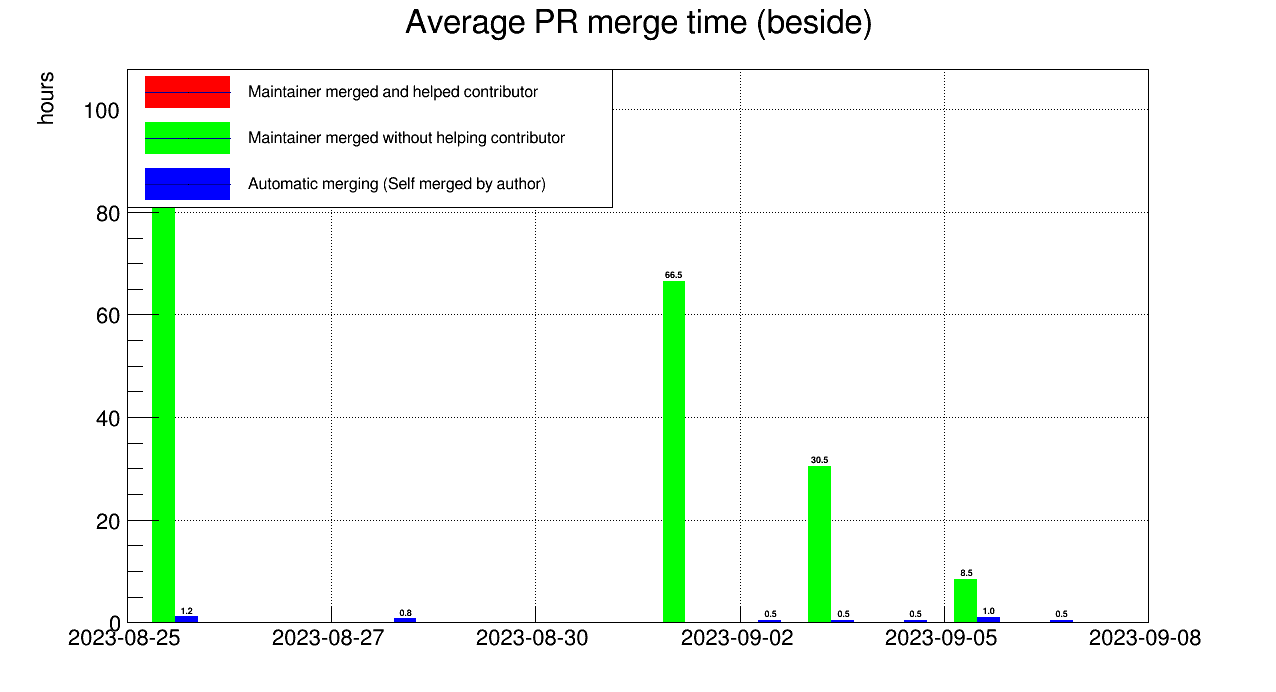 Average PR merge time (beside)
hours
Maintainer merged and helped contributor
Maintainer merged without helping contributor
Automatic merging (Self merged by author)
100
80
60
40
20
0
66.5
30.5
8.5
1.2
0.8
0.5
0.5
0.5
1.0
0.5
2023-08-25 2023-08-27 2023-08-30 2023-09-02 2023-09-05 2023-09-08